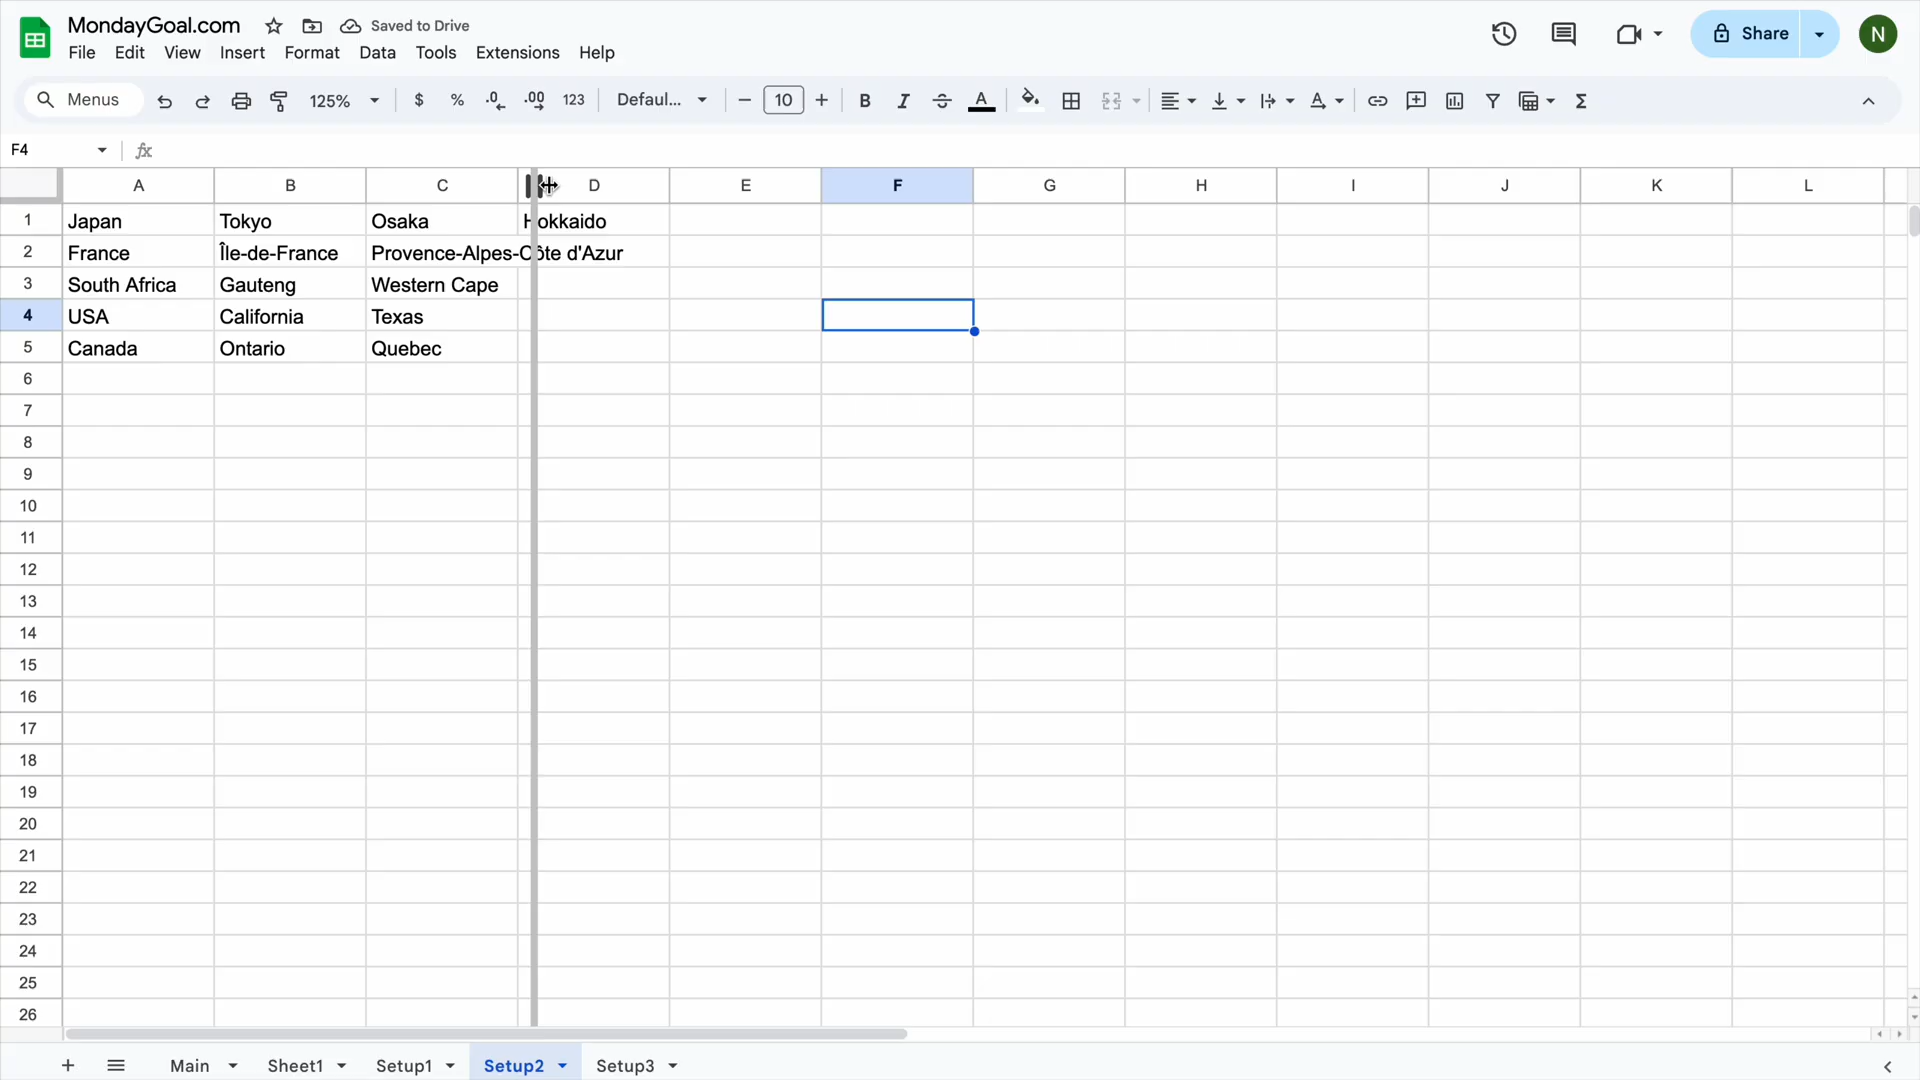 MondayGoal.com Saved to Drive
File Edit View Insert Format Data Tools Extensions Help
Share
N
Menus 125% $ % .0 .00 123 Defaul... 10 B I S A A Σ
F4 fx
A B C D E F G H I J K L
1 Japan Tokyo Osaka Hokkaido
2 France Île-de-France Provence-Alpes-Côte d'Azur
3 South Africa Gauteng Western Cape
4 USA California Texas
5 Canada Ontario Quebec
6
7
8
9
10
11
12
13
14
15
16
17
18
19
20
21
22
23
24
25
26
Main Sheet1 Setup1 Setup2 Setup3